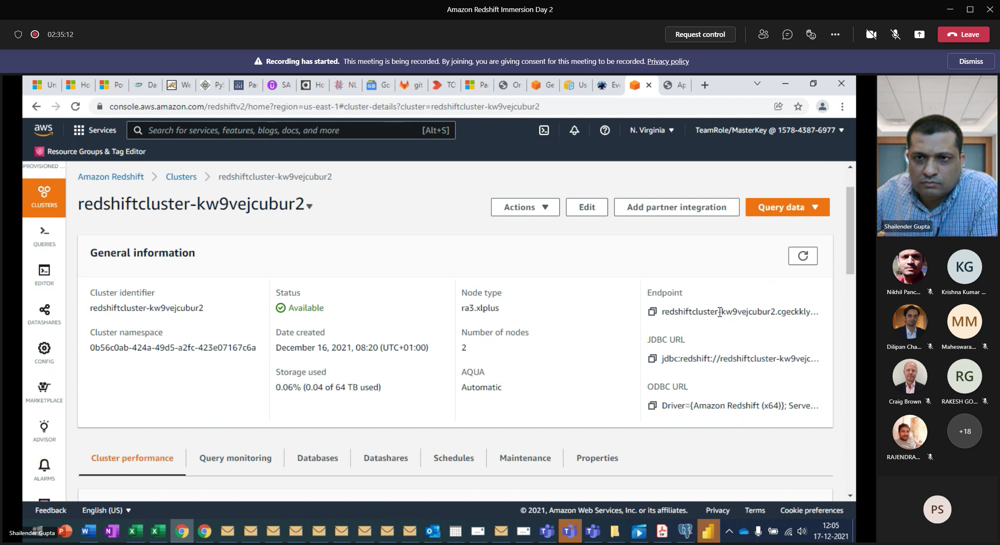 Amazon Redshift Immersion Day 2
02:35:12
Request control
Leave
Recording has started. This meeting is being recorded. By joining, you are giving consent for this meeting to be recorded. Privacy policy
Dismiss
Un Ho Po Da We PyS Par SA Ho NL Go git TO Par Or Ge Us Eve Ap
console.aws.amazon.com/redshiftv2/home?region=us-east-1#cluster-details?cluster=redshiftcluster-kw9vejcubur2
aws
Services
Search for services, features, blogs, docs, and more
[Alt+S]
N. Virginia
TeamRole/MasterKey @ 1578-4387-6977
Resource Groups & Tag Editor
PROVISIONED ...
CLUSTERS
QUERIES
EDITOR
DATASHARES
CONFIG
MARKETPLACE
ADVISOR
ALARMS
Amazon Redshift
Clusters
redshiftcluster-kw9vejcubur2
redshiftcluster-kw9vejcubur2
Actions
Edit
Add partner integration
Query data
General information
Cluster identifier
redshiftcluster-kw9vejcubur2
Cluster namespace
0b56c0ab-424a-49d5-a2fc-423e07167c6a
Status
Available
Date created
December 16, 2021, 08:20 (UTC+01:00)
Storage used
0.06% (0.04 of 64 TB used)
Node type
ra3.xlplus
Number of nodes
2
AQUA
Automatic
Endpoint
redshiftcluster-kw9vejcubur2.cgeckkly...
JDBC URL
jdbc:redshift://redshiftcluster-kw9vejc...
ODBC URL
Driver={Amazon Redshift (x64)}; Serve...
Cluster performance
Query monitoring
Databases
Datashares
Schedules
Maintenance
Properties
Feedback
English (US)
© 2021, Amazon Web Services, Inc. or its affiliates.
Privacy
Terms
Cookie preferences
Shailender Gupta
12:05
17-12-2021
Shailender Gupta
Nikhil Panc...
KG
Krishna Kumar ...
Dilipan Cha...
MM
Maheswara...
Craig Brown
RG
RAKESH GO...
RAJENDRA...
+18
PS